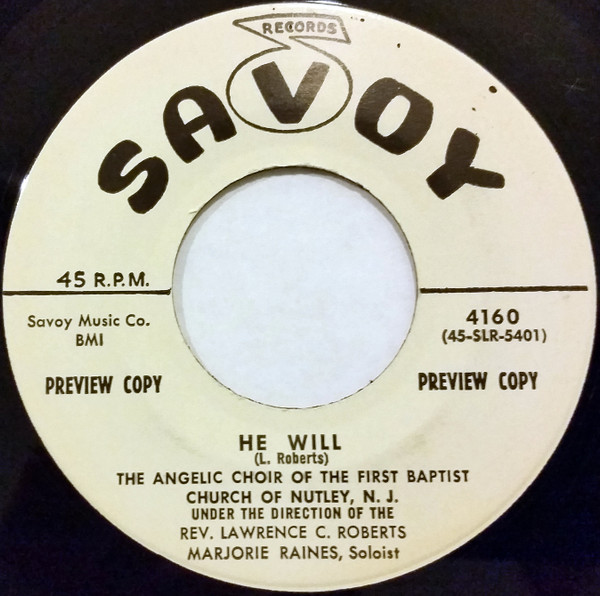 RECORDS
SAVOY
45 R.P.M.
Savoy Music Co.
BMI
4160
(45-SLR-5401)
PREVIEW COPY
PREVIEW COPY
HE WILL
(L. Roberts)
THE ANGELIC CHOIR OF THE FIRST BAPTIST
CHURCH OF NUTLEY, N. J.
UNDER THE DIRECTION OF THE
REV. LAWRENCE C. ROBERTS
MARJORIE RAINES, Soloist